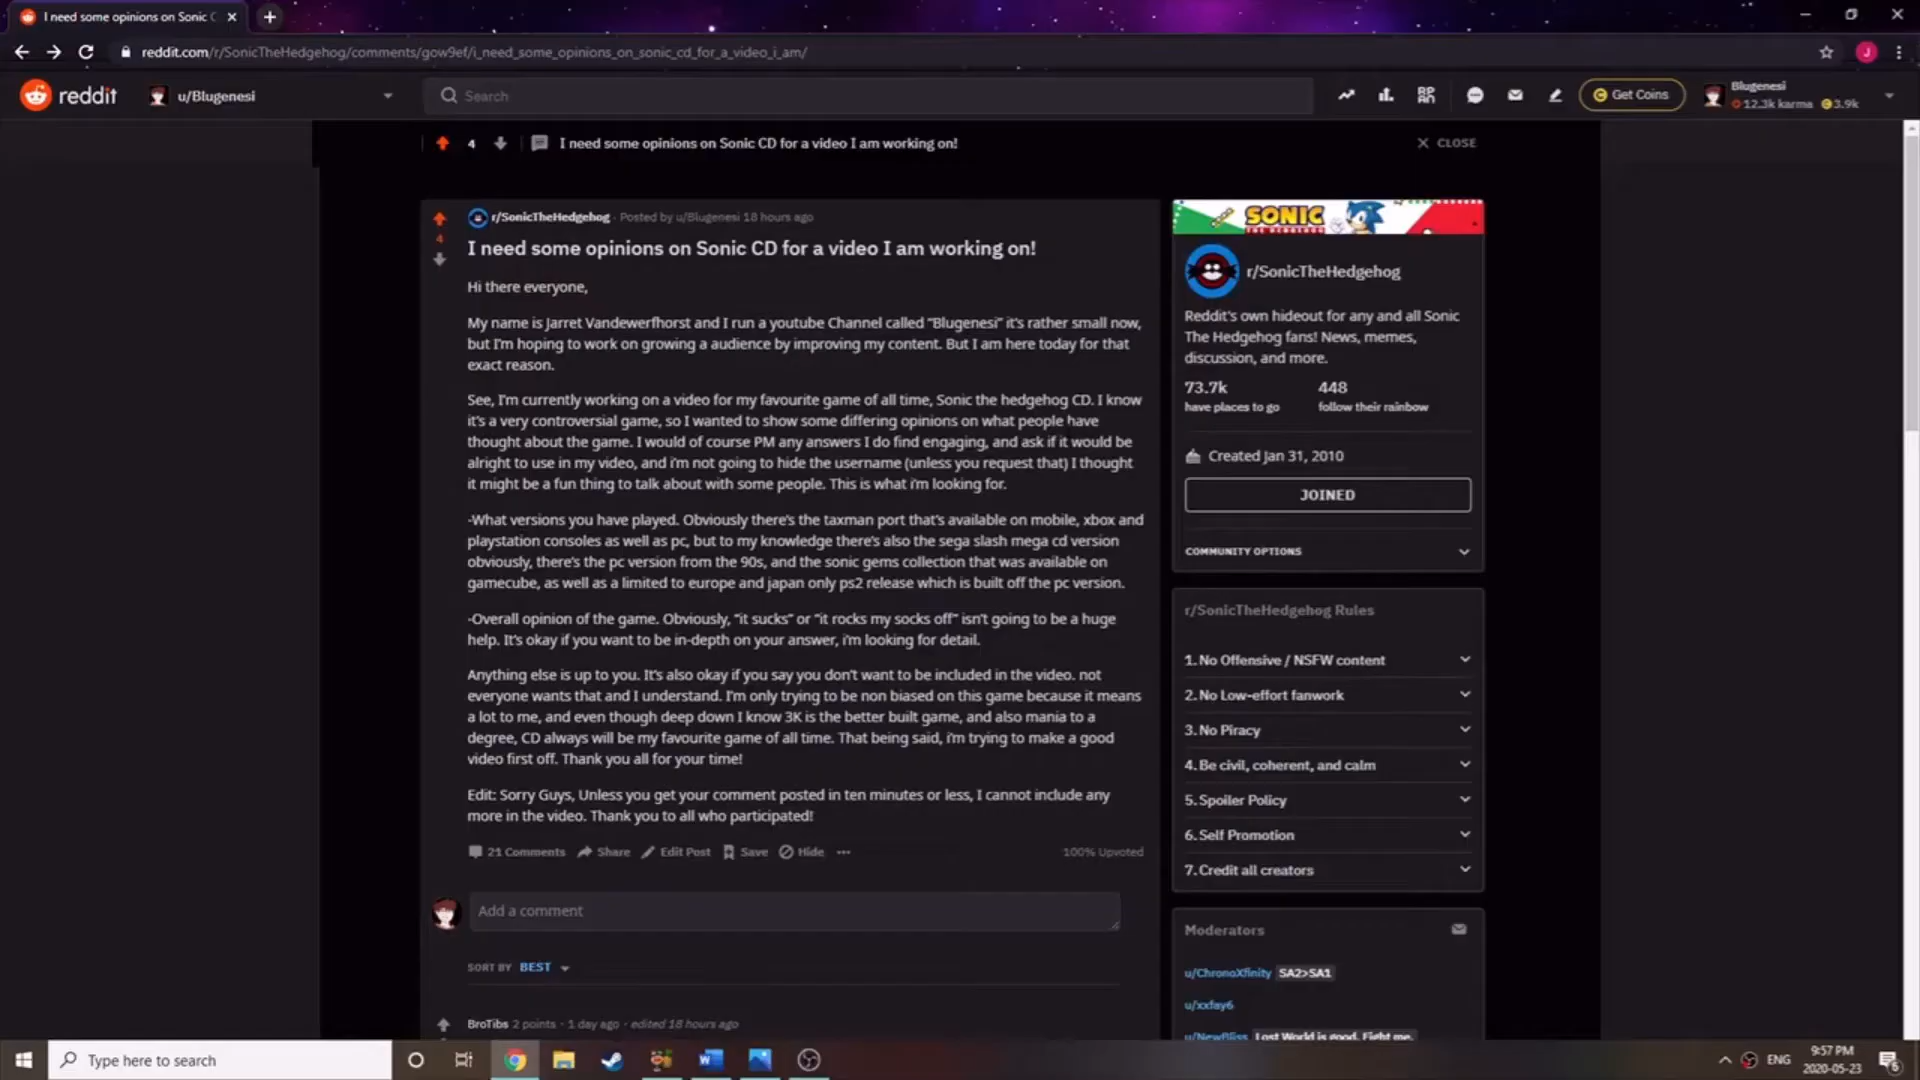 I need some opinions on Sonic C
reddit.com/r/SonicTheHedgehog/comments/gow9ef/i_need_some_opinions_on_sonic_cd_for_a_video_i_am/
J
reddit
u/Blugenesi
Search
Get Coins
Blugenesi
12.3k karma 3.9k
4
I need some opinions on Sonic CD for a video I am working on!
CLOSE
r/SonicTheHedgehog · Posted by u/Blugenesi 18 hours ago
4
I need some opinions on Sonic CD for a video I am working on!
Hi there everyone,
My name is Jarret Vandewerfhorst and I run a youtube Channel called "Blugenesi" it's rather small now,
but I'm hoping to work on growing a audience by improving my content. But I am here today for that
exact reason.
See, I'm currently working on a video for my favourite game of all time, Sonic the hedgehog CD. I know
it's a very controversial game, so I wanted to show some differing opinions on what people have
thought about the game. I would of course PM any answers I do find engaging, and ask if it would be
alright to use in my video, and i'm not going to hide the username (unless you request that) I thought
it might be a fun thing to talk about with some people. This is what i'm looking for.
-What versions you have played. Obviously there's the taxman port that's available on mobile, xbox and
playstation consoles as well as pc, but to my knowledge there's also the sega slash mega cd version
obviously, there's the pc version from the 90s, and the sonic gems collection that was available on
gamecube, as well as a limited to europe and japan only ps2 release which is built off the pc version.
-Overall opinion of the game. Obviously, "it sucks" or "it rocks my socks off" isn't going to be a huge
help. It's okay if you want to be in-depth on your answer, i'm looking for detail.
Anything else is up to you. It's also okay if you say you don't want to be included in the video. not
everyone wants that and I understand. I'm only trying to be non biased on this game because it means
a lot to me, and even though deep down I know 3K is the better built game, and also mania to a
degree, CD always will be my favourite game of all time. That being said, i'm trying to make a good
video first off. Thank you all for your time!
Edit: Sorry Guys, Unless you get your comment posted in ten minutes or less, I cannot include any
more in the video. Thank you to all who participated!
21 Comments Share Edit Post Save Hide ···
100% Upvoted
Add a comment
SORT BY BEST
BroTibs 2 points · 1 day ago · edited 18 hours ago
SONIC
THE HEDGEHOG
r/SonicTheHedgehog
Reddit's own hideout for any and all Sonic
The Hedgehog fans! News, memes,
discussion, and more.
73.7k 448
have places to go follow their rainbow
Created Jan 31, 2010
JOINED
COMMUNITY OPTIONS
r/SonicTheHedgehog Rules
1. No Offensive / NSFW content
2. No Low-effort fanwork
3. No Piracy
4. Be civil, coherent, and calm
5. Spoiler Policy
6. Self Promotion
7. Credit all creators
Moderators
u/ChronoXfinity SA2>SA1
u/xxfay6
u/NewBliss Lost World is good. Fight me.
Type here to search
ENG
9:57 PM
2020-05-23
6